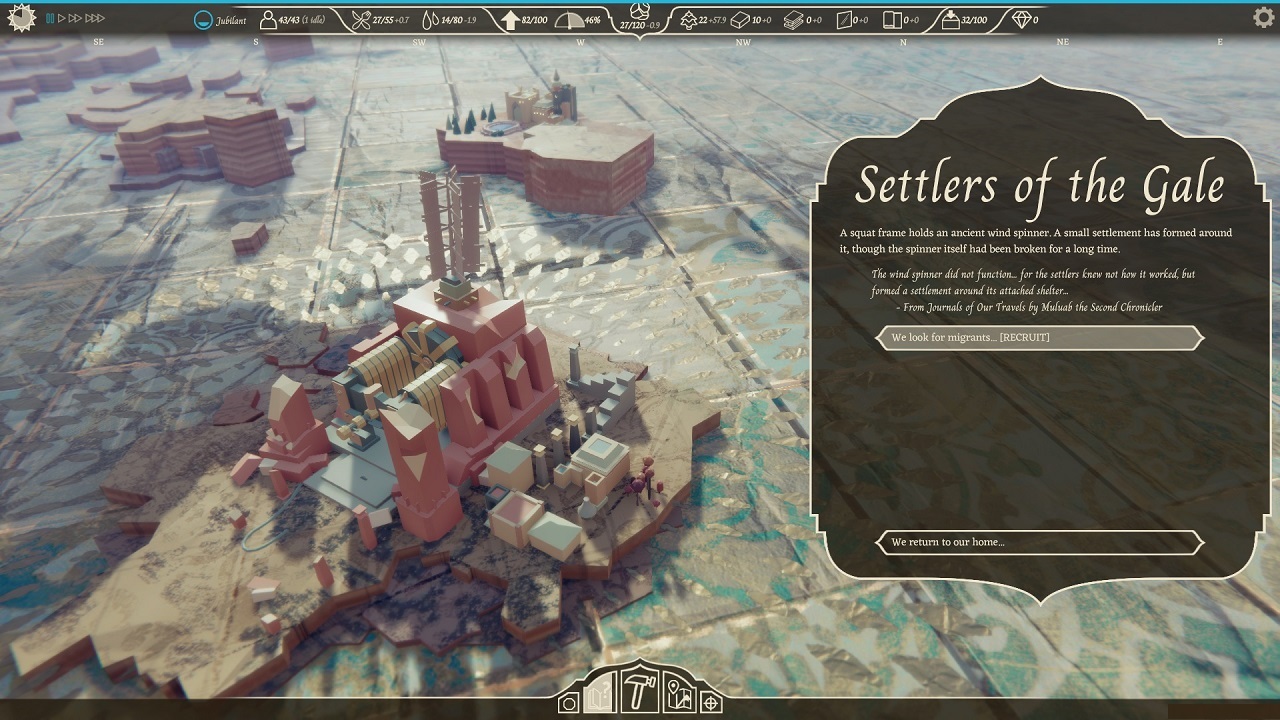 Jubilant 43/43 (1 idle) 27/55 +0.7 14/80 -1.9 82/100 46% 27/120 -0.9 22 +57.9 10 +0 0 +0 0 +0 0 +0 32/100 0
SE S SW W NW N NE E
Settlers of the Gale
A squat frame holds an ancient wind spinner. A small settlement has formed around
it, though the spinner itself had been broken for a long time.
The wind spinner did not function... for the settlers knew not how it worked, but
formed a settlement around its attached shelter...
- From Journals of Our Travels by Muluab the Second Chronicler
We look for migrants... [RECRUIT]
We return to our home...